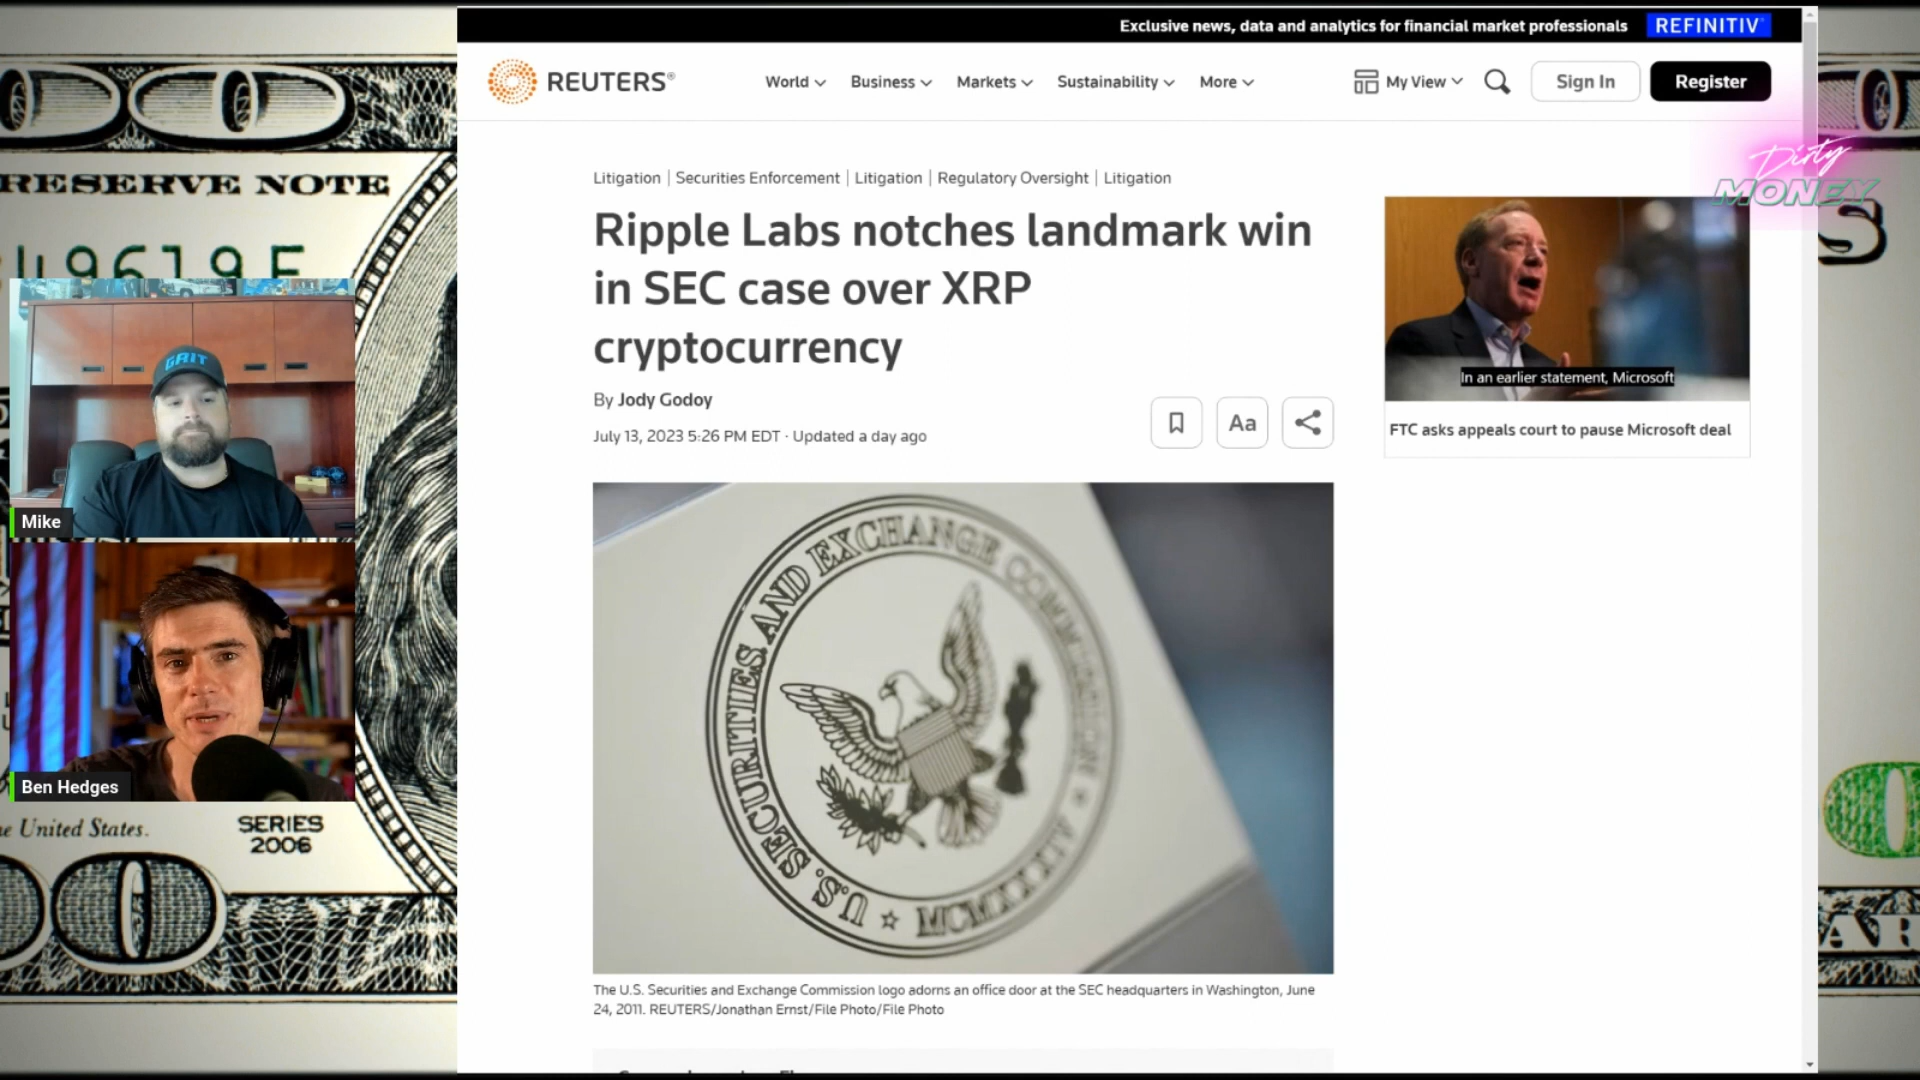 Exclusive news, data and analytics for financial market professionals REFINITIV
REUTERS®
World Business Markets Sustainability More
My View Sign In Register
Dirty
MONEY
Litigation | Securities Enforcement | Litigation | Regulatory Oversight | Litigation
Ripple Labs notches landmark win
in SEC case over XRP
cryptocurrency
By Jody Godoy
July 13, 2023 5:26 PM EDT · Updated a day ago
Aa
In an earlier statement, Microsoft
FTC asks appeals court to pause Microsoft deal
U.S. SECURITIES AND EXCHANGE COMMISSION
MCMXXXIV
The U.S. Securities and Exchange Commission logo adorns an office door at the SEC headquarters in Washington, June
24, 2011. REUTERS/Jonathan Ernst/File Photo/File Photo
RESERVE NOTE
49619F
GRIT
Mike
Ben Hedges
United States.
SERIES
2006